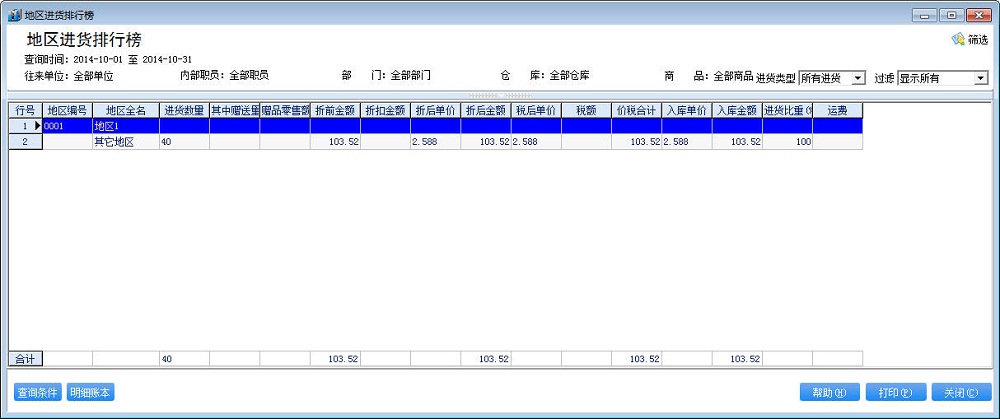 地区进货排行榜
地区进货排行榜
筛选
查询时间：2014-10-01 至 2014-10-31
往来单位：全部单位 内部职员：全部职员 部 门：全部部门 仓 库：全部仓库 商 品：全部商品 进货类型 所有进货 过滤 显示所有
行号 地区编号 地区全名 进货数量 其中赠送量 赠品零售额 折前金额 折扣金额 折后单价 折后金额 税后单价 税额 价税合计 入库单价 入库金额 进货比重(% 运费
1 0001 地区1
2 其它地区 40 103.52 2.588 103.52 2.588 103.52 2.588 103.52 100
合计 40 103.52 103.52 103.52 103.52
查询条件 明细账本 帮助(H) 打印(P) 关闭(C)